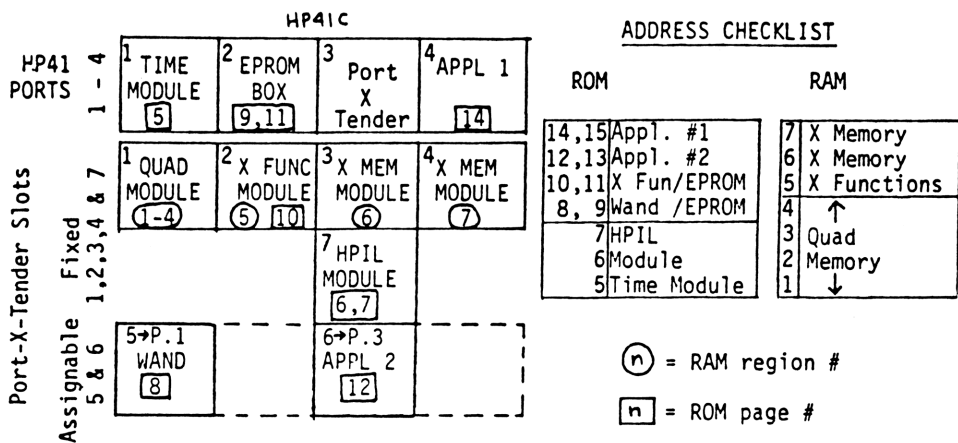 HP41C
HP41 PORTS 1 - 4
1 TIME MODULE 5
2 EPROM BOX 9,11
3 Port X Tender
4 APPL 1 14
Port-X-Tender Slots
Fixed 1,2,3,4 & 7
1 QUAD MODULE 1-4
2 X FUNC MODULE 5 10
3 X MEM MODULE 6
4 X MEM MODULE 7
7 HPIL MODULE 6,7
Assignable 5 & 6
5→P.1 WAND 8
6→P.3 APPL 2 12
ADDRESS CHECKLIST
ROM
14,15 Appl. #1
12,13 Appl. #2
10,11 X Fun/EPROM
8, 9 Wand /EPROM
7 HPIL
6 Module
5 Time Module
RAM
7 X Memory
6 X Memory
5 X Functions
4 ↑
3 Quad
2 Memory
1 ↓
n = RAM region #
n = ROM page #